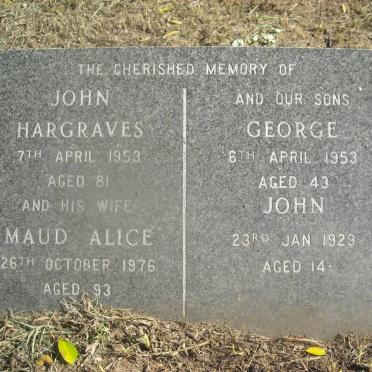 THE CHERISHED MEMORY OF
JOHN
HARGRAVES
7TH APRIL 1953
AGED 81
AND HIS WIFE
MAUD ALICE
26TH OCTOBER 1976
AGED 93
AND OUR SONS
GEORGE
6TH APRIL 1953
AGED 43
JOHN
23RD JAN 1929
AGED 14